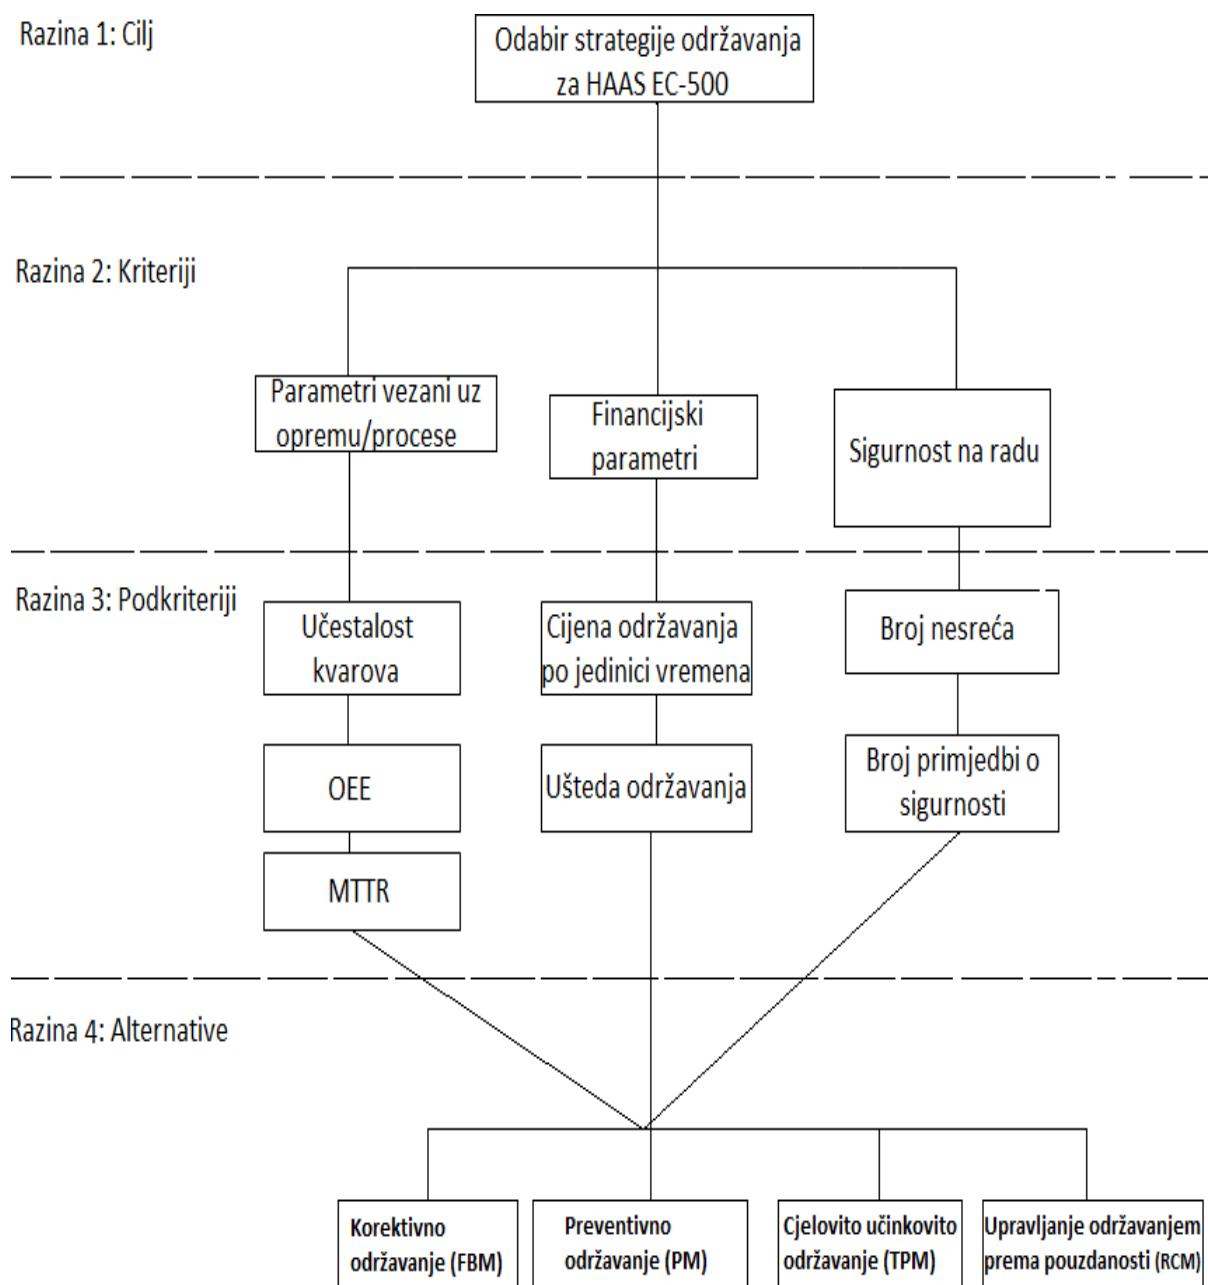 Razina 1: Cilj
Odabir strategije održavanja
za HAAS EC-500
Razina 2: Kriteriji
Parametri vezani uz
opremu/procese
Financijski
parametri
Sigurnost na radu
Razina 3: Podkriteriji
Učestalost
kvarova
Cijena održavanja
po jedinici vremena
Broj nesreća
OEE
Ušteda održavanja
Broj primjedbi o
sigurnosti
MTTR
Razina 4: Alternative
Korektivno
održavanje (FBM)
Preventivno
održavanje (PM)
Cjelovito učinkovito
održavanje (TPM)
Upravljanje održavanjem
prema pouzdanosti (RCM)